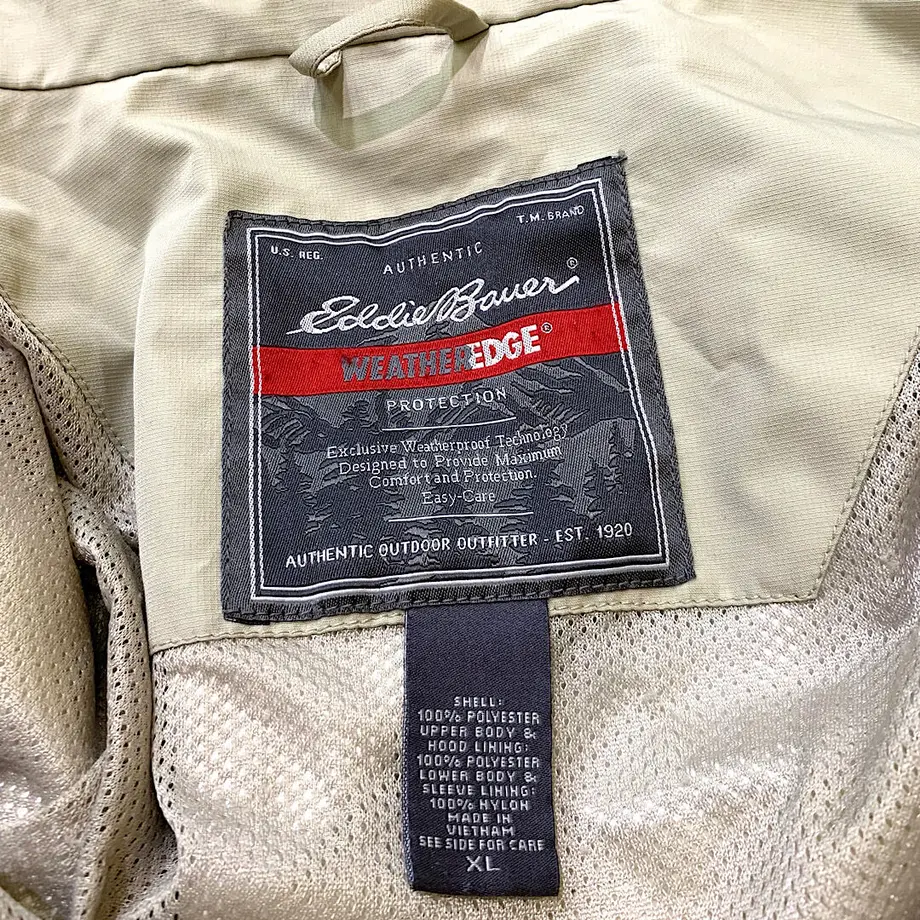 U.S. REG.
T.M. BRAND
AUTHENTIC
Eddie Bauer®
WEATHEREDGE®
PROTECTION
Exclusive Weatherproof Technology
Designed to Provide Maximum
Comfort and Protection.
Easy-Care
AUTHENTIC OUTDOOR OUTFITTER - EST. 1920
SHELL:
100% POLYESTER
UPPER BODY &
HOOD LINING:
100% POLYESTER
LOWER BODY &
SLEEVE LINING:
100% NYLON
MADE IN
VIETNAM
SEE SIDE FOR CARE
XL